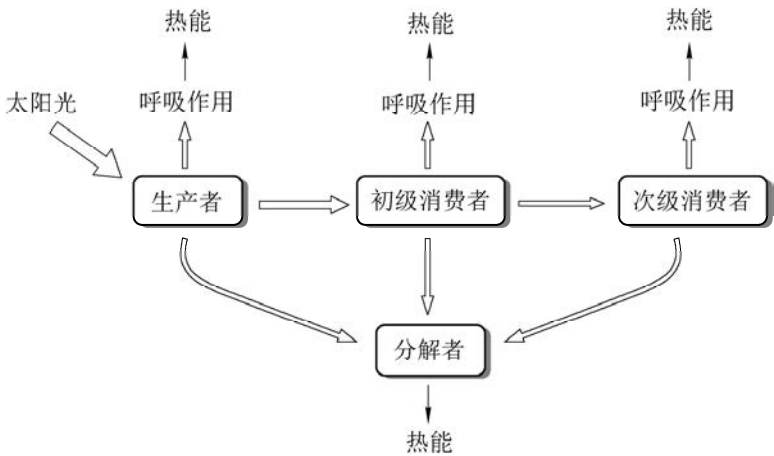 热能
热能
热能
太阳光
呼吸作用
呼吸作用
呼吸作用
生产者
初级消费者
次级消费者
分解者
热能